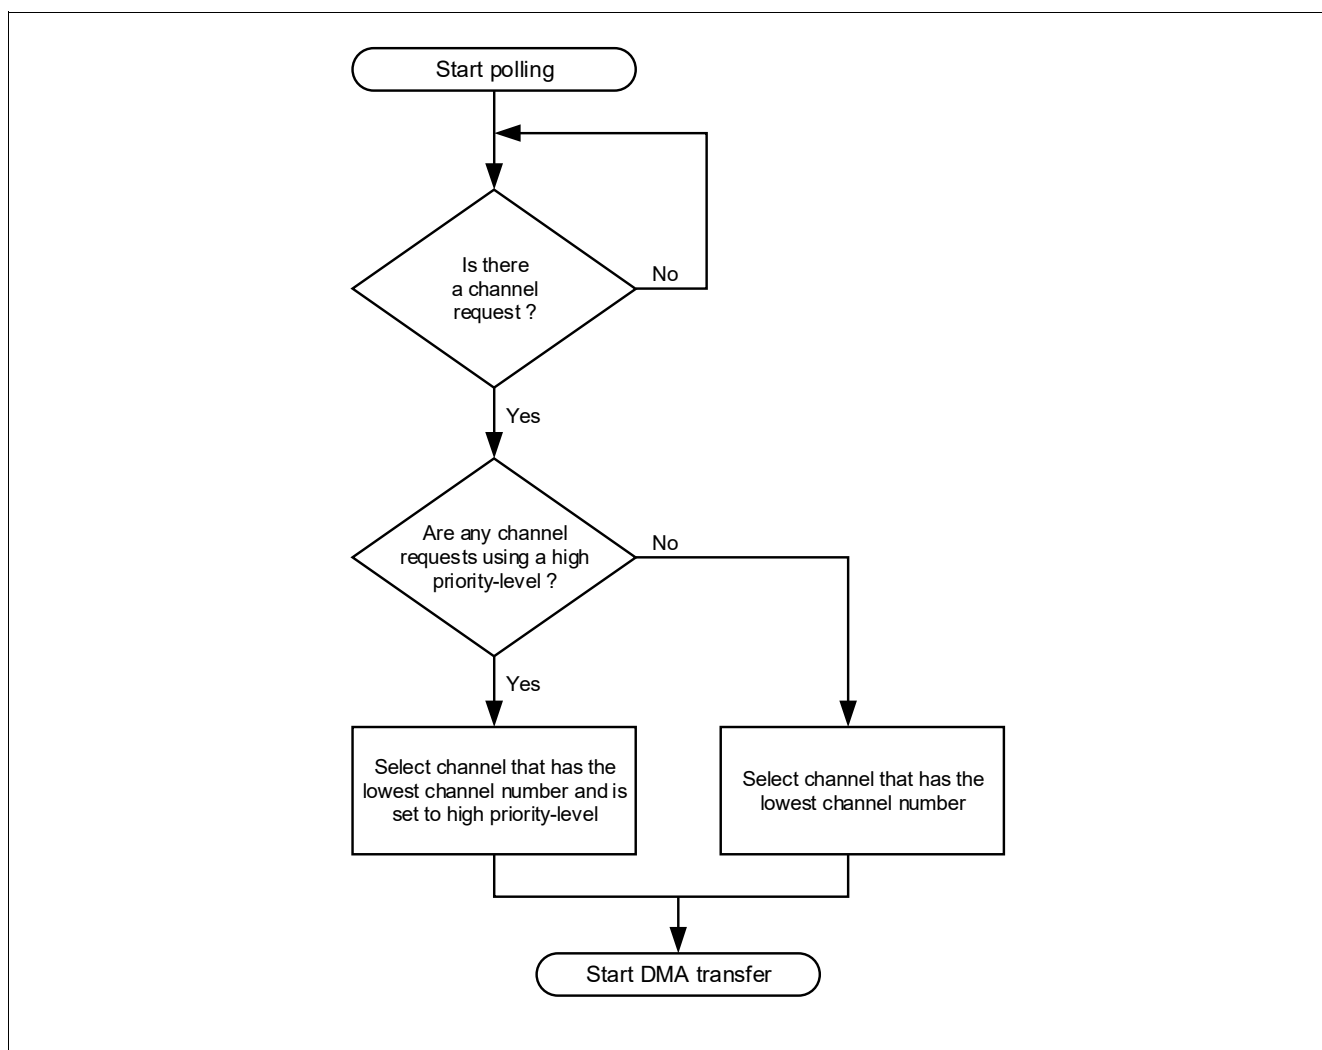 Start polling
Is there
a channel
request ?
No
Yes
Are any channel
requests using a high
priority-level ?
No
Yes
Select channel that has the
lowest channel number and is
set to high priority-level
Select channel that has the
lowest channel number
Start DMA transfer